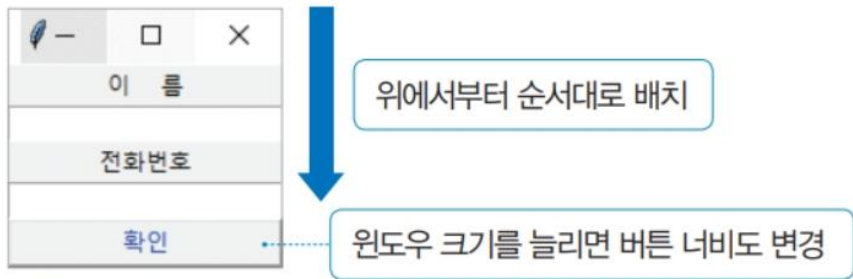 이 름
위에서부터 순서대로 배치
전화번호
확인
윈도우 크기를 늘리면 버튼 너비도 변경